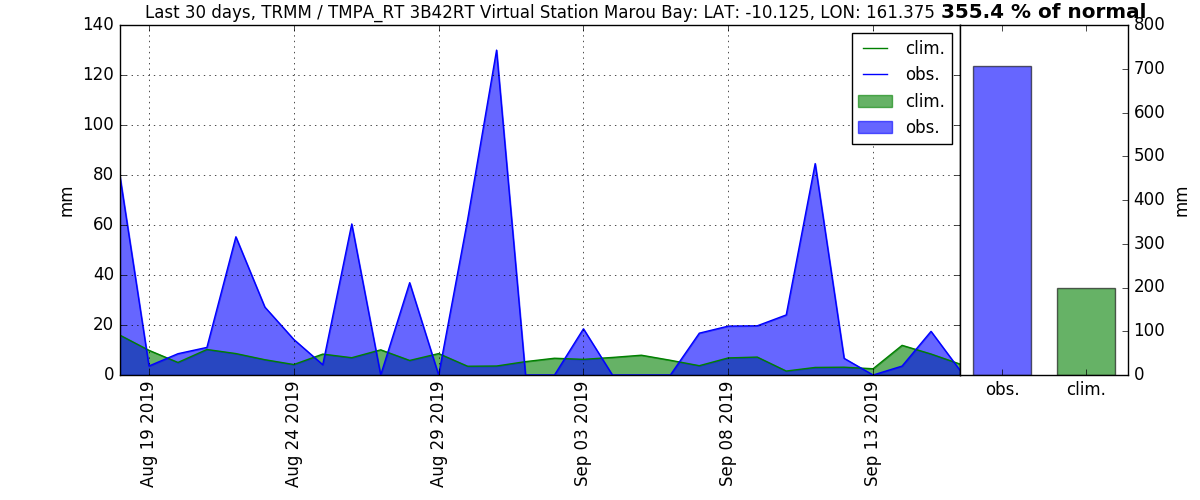 Last 30 days, TRMM / TMPA_RT 3B42RT Virtual Station Marou Bay: LAT: -10.125, LON: 161.375 355.4 % of normal
140
120
100
80
60
40
20
0
mm
clim.
obs.
clim.
obs.
Aug 19 2019
Aug 24 2019
Aug 29 2019
Sep 03 2019
Sep 08 2019
Sep 13 2019
800
700
600
500
400
300
200
100
0
mm
obs.
clim.